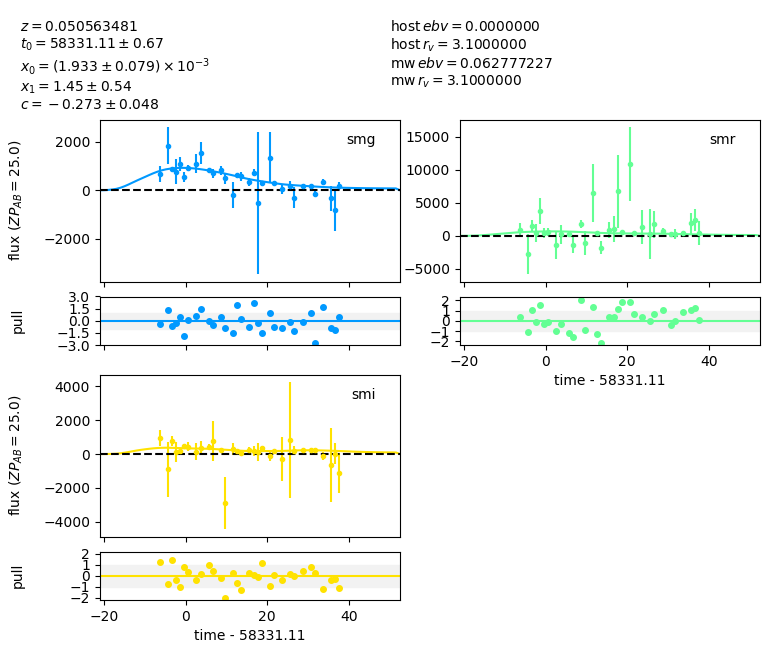 z = 0.050563481
t₀ = 58331.11 ± 0.67
x₀ = (1.933 ± 0.079) × 10⁻³
x₁ = 1.45 ± 0.54
c = −0.273 ± 0.048
host ebv = 0.0000000
host r_v = 3.1000000
mw ebv = 0.062777227
mw r_v = 3.1000000
flux (ZP_AB = 25.0)
2000
0
−2000
smg
15000
10000
5000
0
−5000
smr
pull
3.0
1.5
0.0
−1.5
−3.0
2
1
0
−1
−2
−20
0
20
40
time - 58331.11
flux (ZP_AB = 25.0)
4000
2000
0
−2000
−4000
smi
pull
2
1
0
−1
−2
−20
0
20
40
time - 58331.11